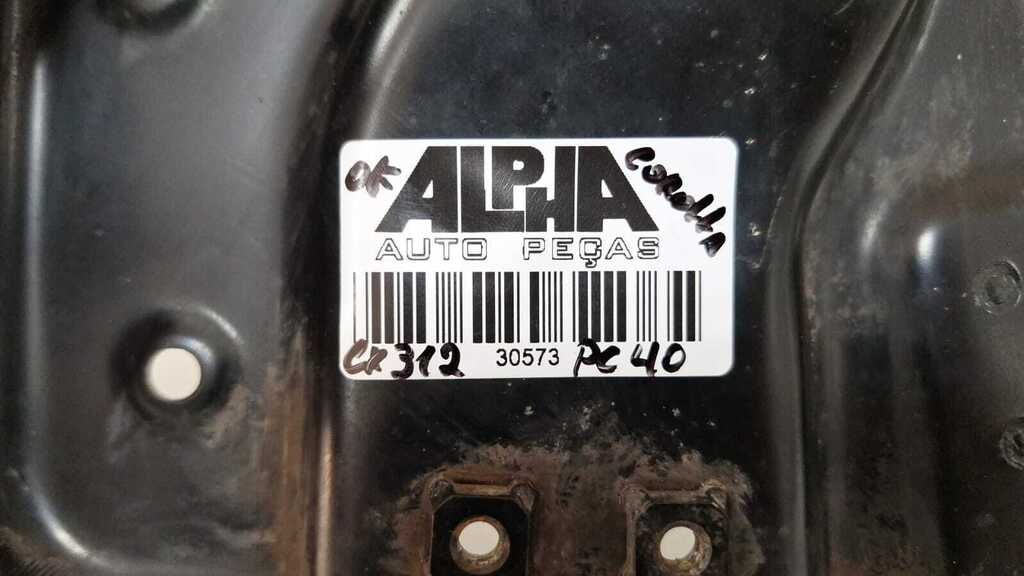 OK ALPHA COROLLA
AUTO PEÇAS
CX 312 30573 PC 40